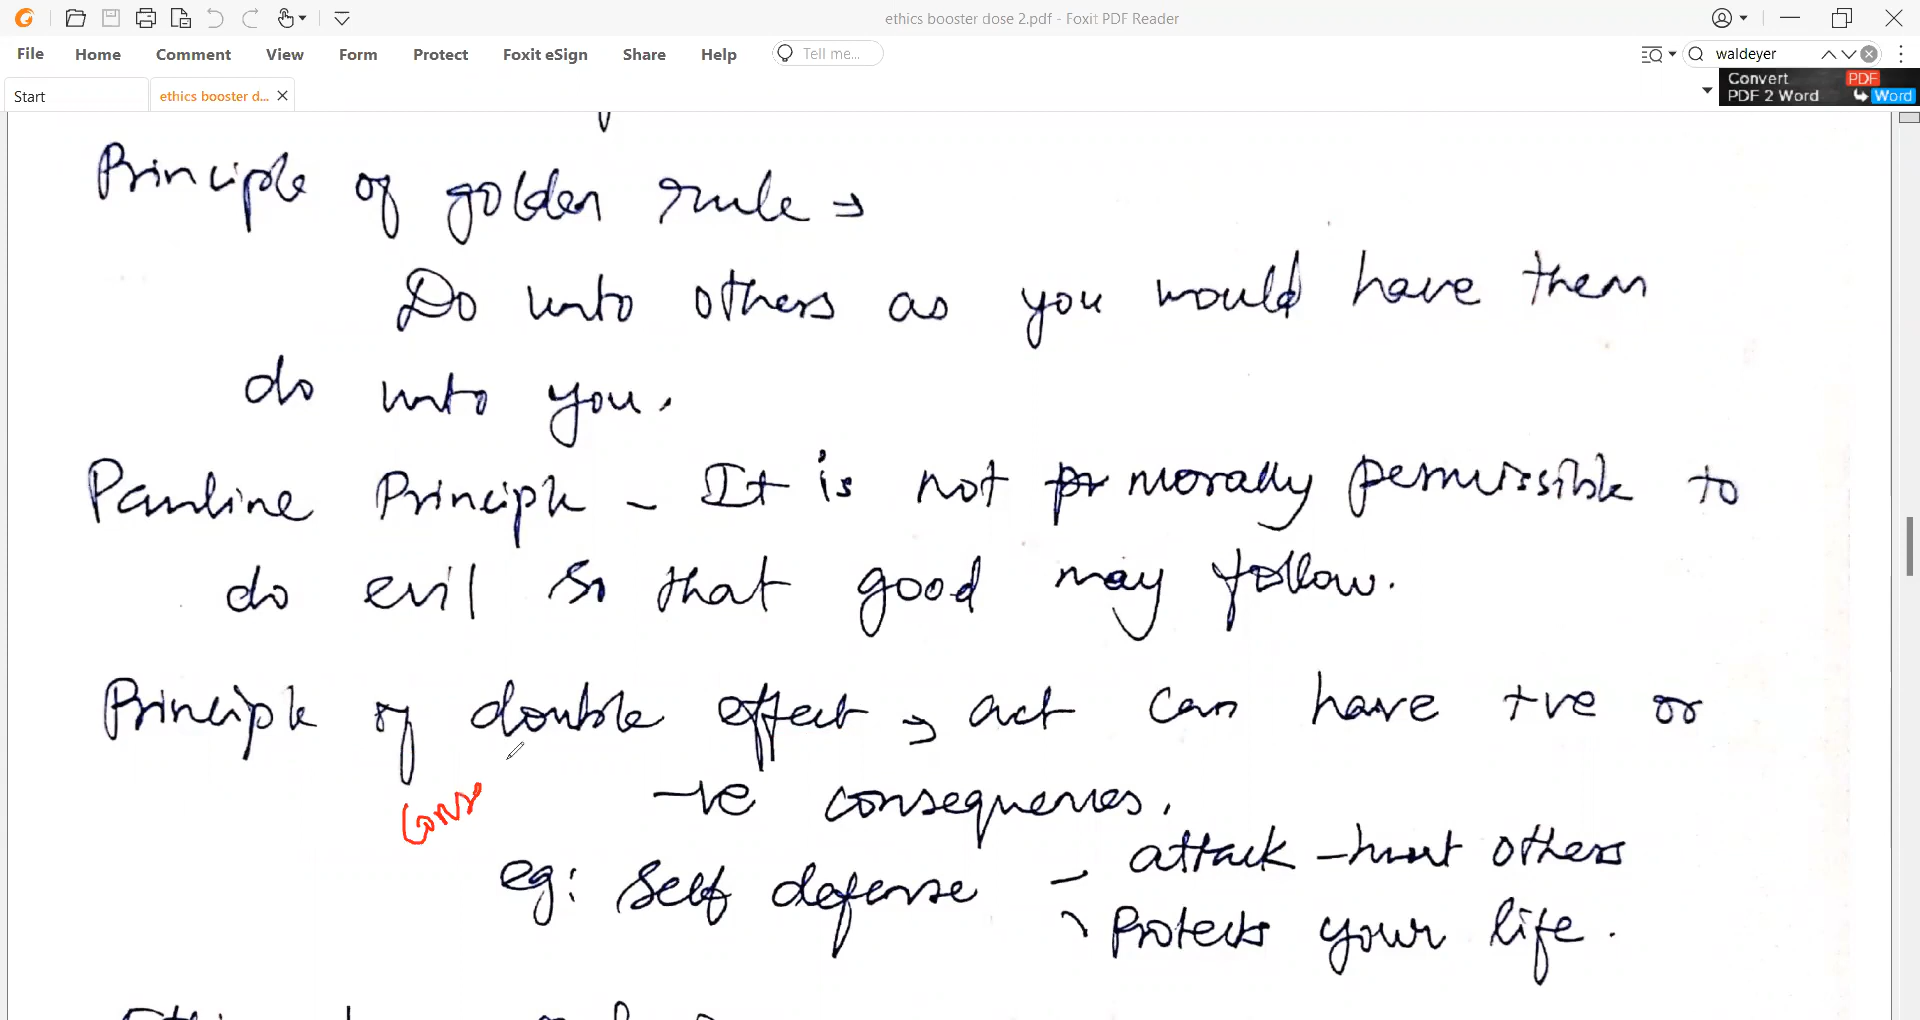 ethics booster dose 2.pdf - Foxit PDF Reader
File Home Comment View Form Protect Foxit eSign Share Help Tell me... waldeyer
Convert PDF
PDF 2 Word Word
Start ethics booster d...
Principle of golden rule →
Do unto others as you would have them
do unto you.
Pauline Principle - It is not pr morally permissible to
do evil so that good may follow.
Principle of double effect → act can have +ve or
-ve consequences.
Cons
eg: Self defense - attack - hurt others
Protects your life.